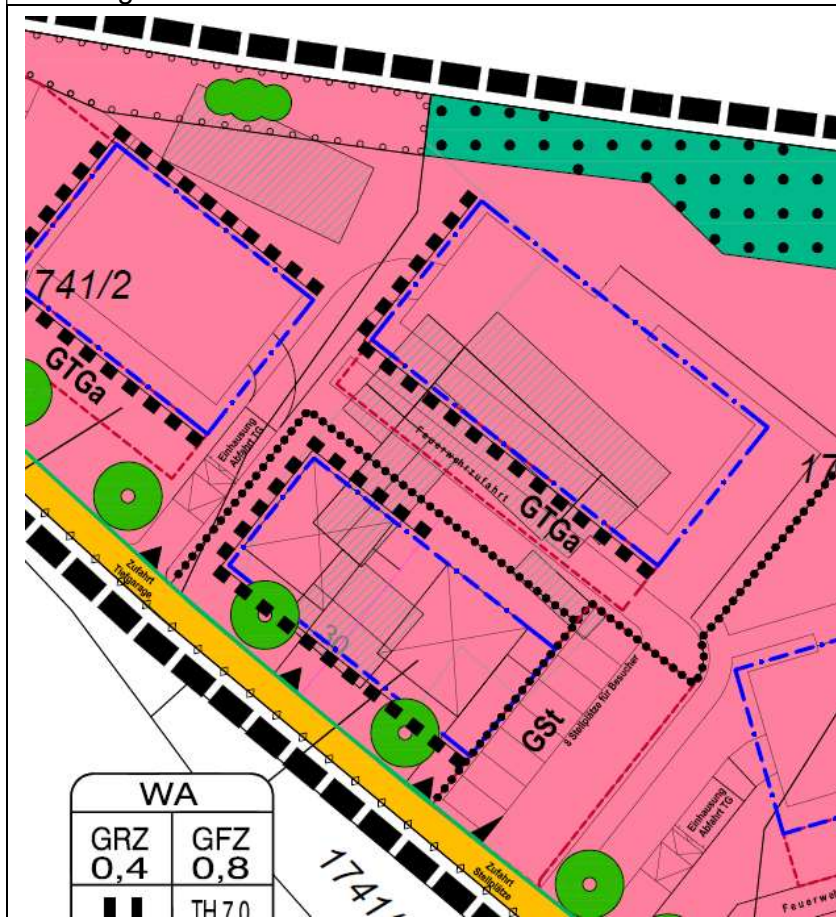 1741/2
GTGa
Einhausung
Abfahrt TG
Feuerwehrzufahrt
GTGa
17
Zufahrt
Tiefgarage
30
GSt
8 Stellplätze für Besucher
Einhausung
Abfahrt TG
WA
GRZ
0,4
GFZ
0,8
II
TH 7,0
1741/
Zufahrt
Stellplätze
Feuerw